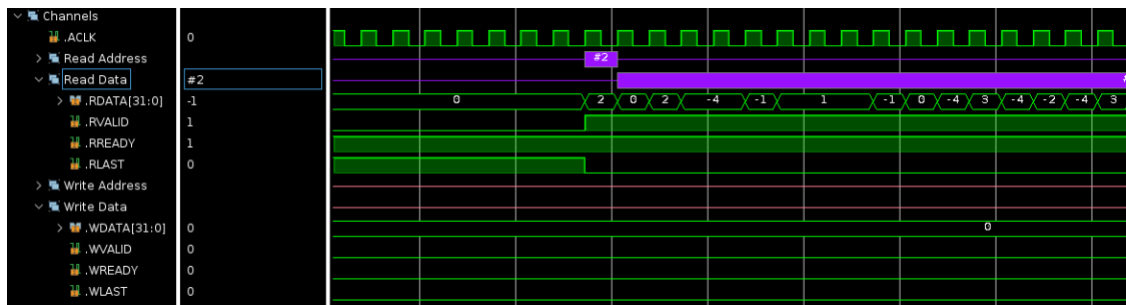 Channels
.ACLK 0
Read Address #2
Read Data #2
.RDATA[31:0] -1 0 2 0 2 -4 -1 1 -1 0 -4 3 -4 -2 -4 3
.RVALID 1
.RREADY 1
.RLAST 0
Write Address
Write Data
.WDATA[31:0] 0 0
.WVALID 0
.WREADY 0
.WLAST 0